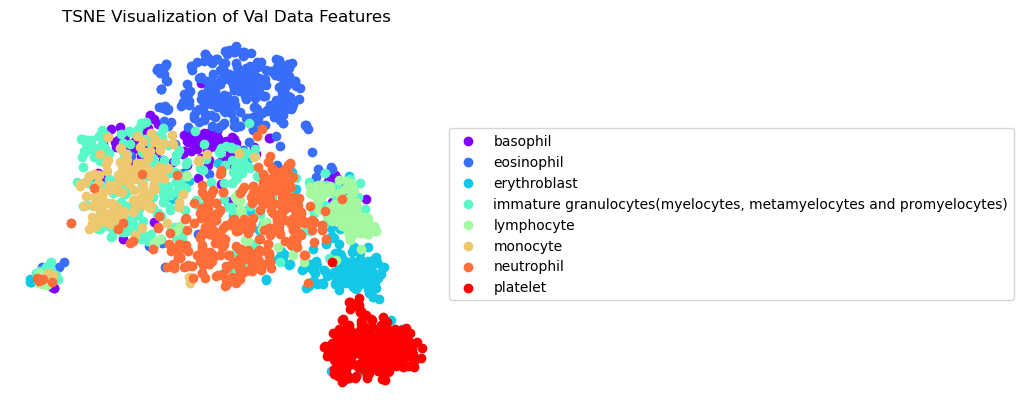 TSNE Visualization of Val Data Features
basophil
eosinophil
erythroblast
immature granulocytes(myelocytes, metamyelocytes and promyelocytes)
lymphocyte
monocyte
neutrophil
platelet